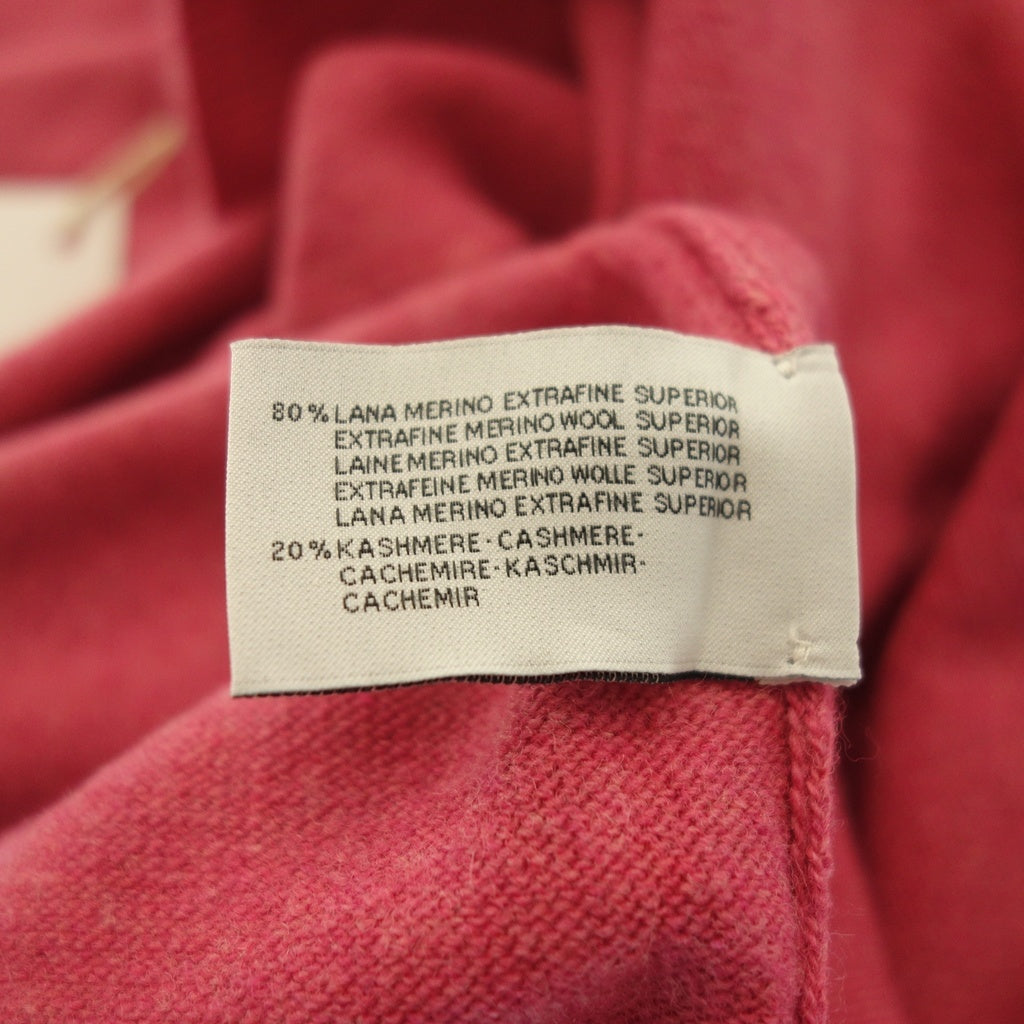 80% LANA MERINO EXTRAFINE SUPERIOR
EXTRAFINE MERINO WOOL SUPERIOR
LAINE MERINO EXTRAFINE SUPERIOR
EXTRAFEINE MERINO WOLLE SUPERIOR
LANA MERINO EXTRAFINE SUPERIOR
20% KASHMERE-CASHMERE-
CACHEMIRE-KASCHMIR-
CACHEMIR